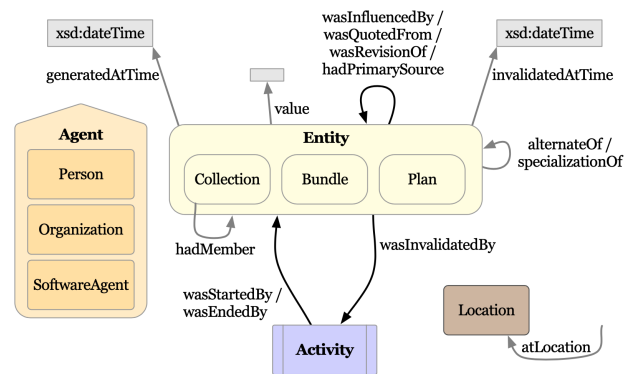 wasInfluencedBy /
wasQuotedFrom /
wasRevisionOf /
hadPrimarySource
xsd:dateTime
xsd:dateTime
generatedAtTime
value
invalidatedAtTime
Agent
Person
Organization
SoftwareAgent
Entity
Collection
Bundle
Plan
alternateOf /
specializationOf
hadMember
wasInvalidatedBy
wasStartedBy /
wasEndedBy
Activity
Location
atLocation